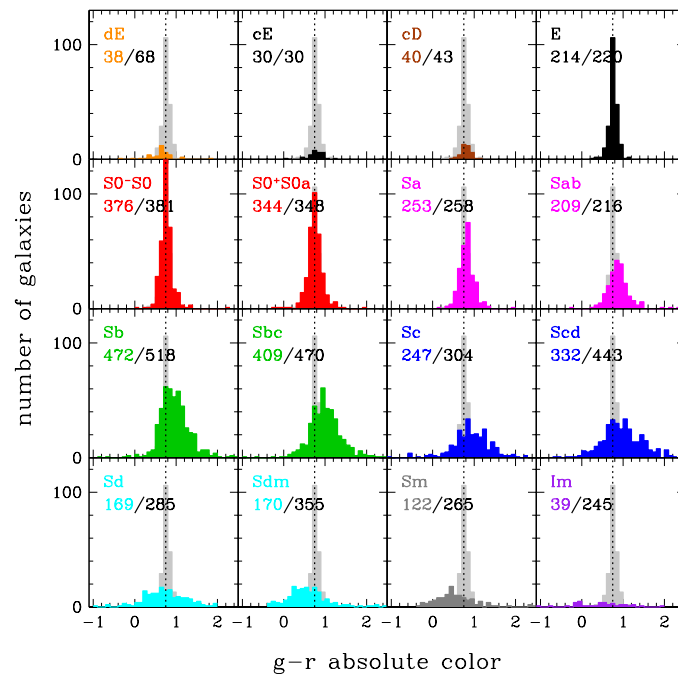 dE
38/68
cE
30/30
cD
40/43
E
214/220
S0-S0
376/381
S0+S0a
344/348
Sa
253/258
Sab
209/216
Sb
472/518
Sbc
409/470
Sc
247/304
Scd
332/443
Sd
169/285
Sdm
170/355
Sm
122/265
Im
39/245
100
0
100
0
100
0
100
0
−1 0 1 2 −1 0 1 2 −1 0 1 2 −1 0 1 2
number of galaxies
g−r absolute color